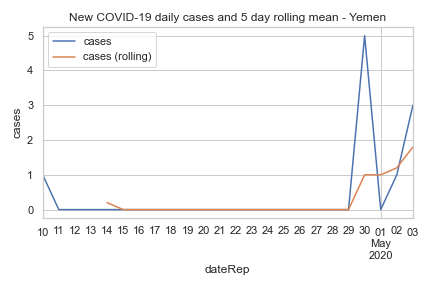 New COVID-19 daily cases and 5 day rolling mean - Yemen
cases
cases (rolling)
5
4
3
2
1
0
cases
10 11 12 13 14 15 16 17 18 19 20 21 22 23 24 25 26 27 28 29 30 01 02 03
May
2020
dateRep